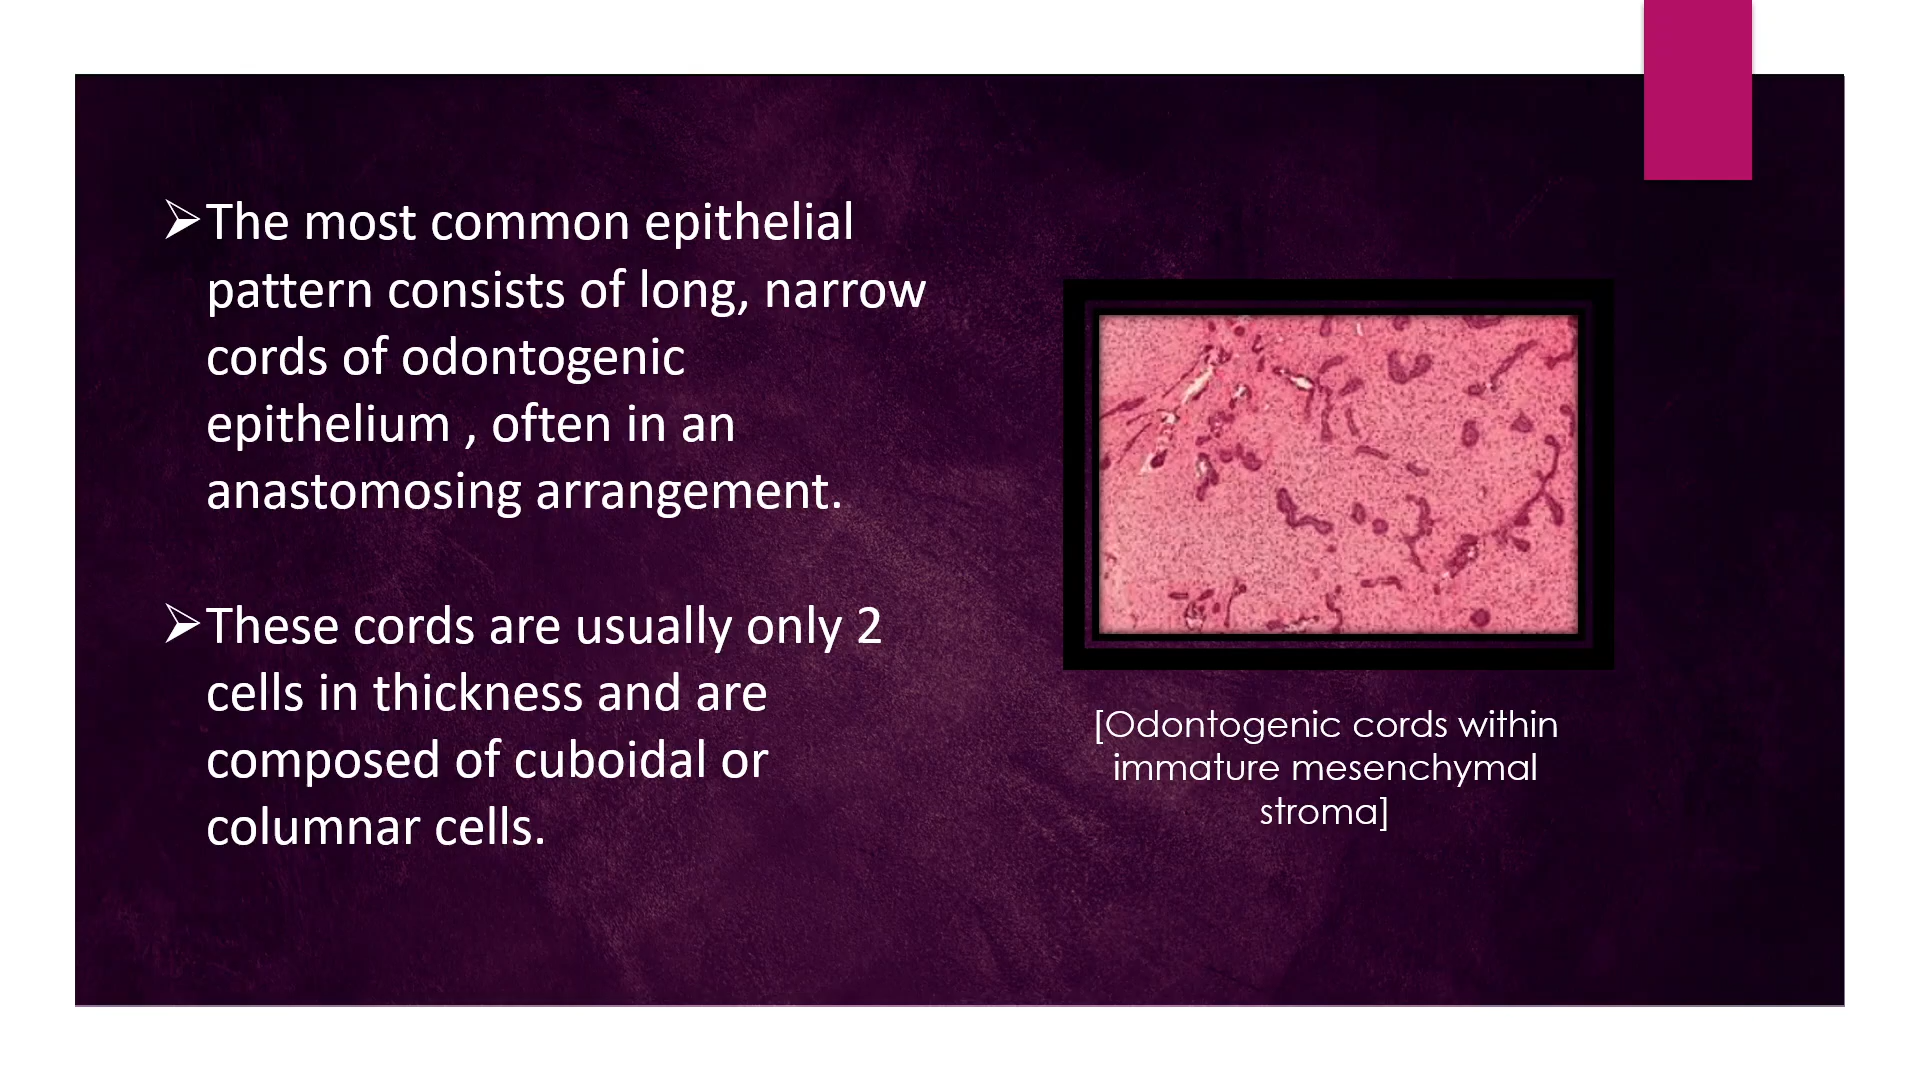 ➢The most common epithelial
pattern consists of long, narrow
cords of odontogenic
epithelium , often in an
anastomosing arrangement.
➢These cords are usually only 2
cells in thickness and are
composed of cuboidal or
columnar cells.
[Odontogenic cords within
immature mesenchymal
stroma]